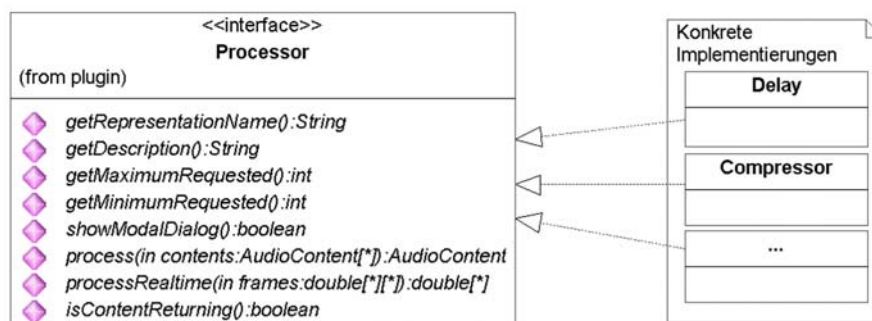 <<interface>>
Processor
(from plugin)
getRepresentationName():String
getDescription():String
getMaximumRequested():int
getMinimumRequested():int
showModalDialog():boolean
process(in contents:AudioContent[*]):AudioContent
processRealtime(in frames:double[*][*]):double[*]
isContentReturning():boolean
Konkrete
Implementierungen
Delay
Compressor
...